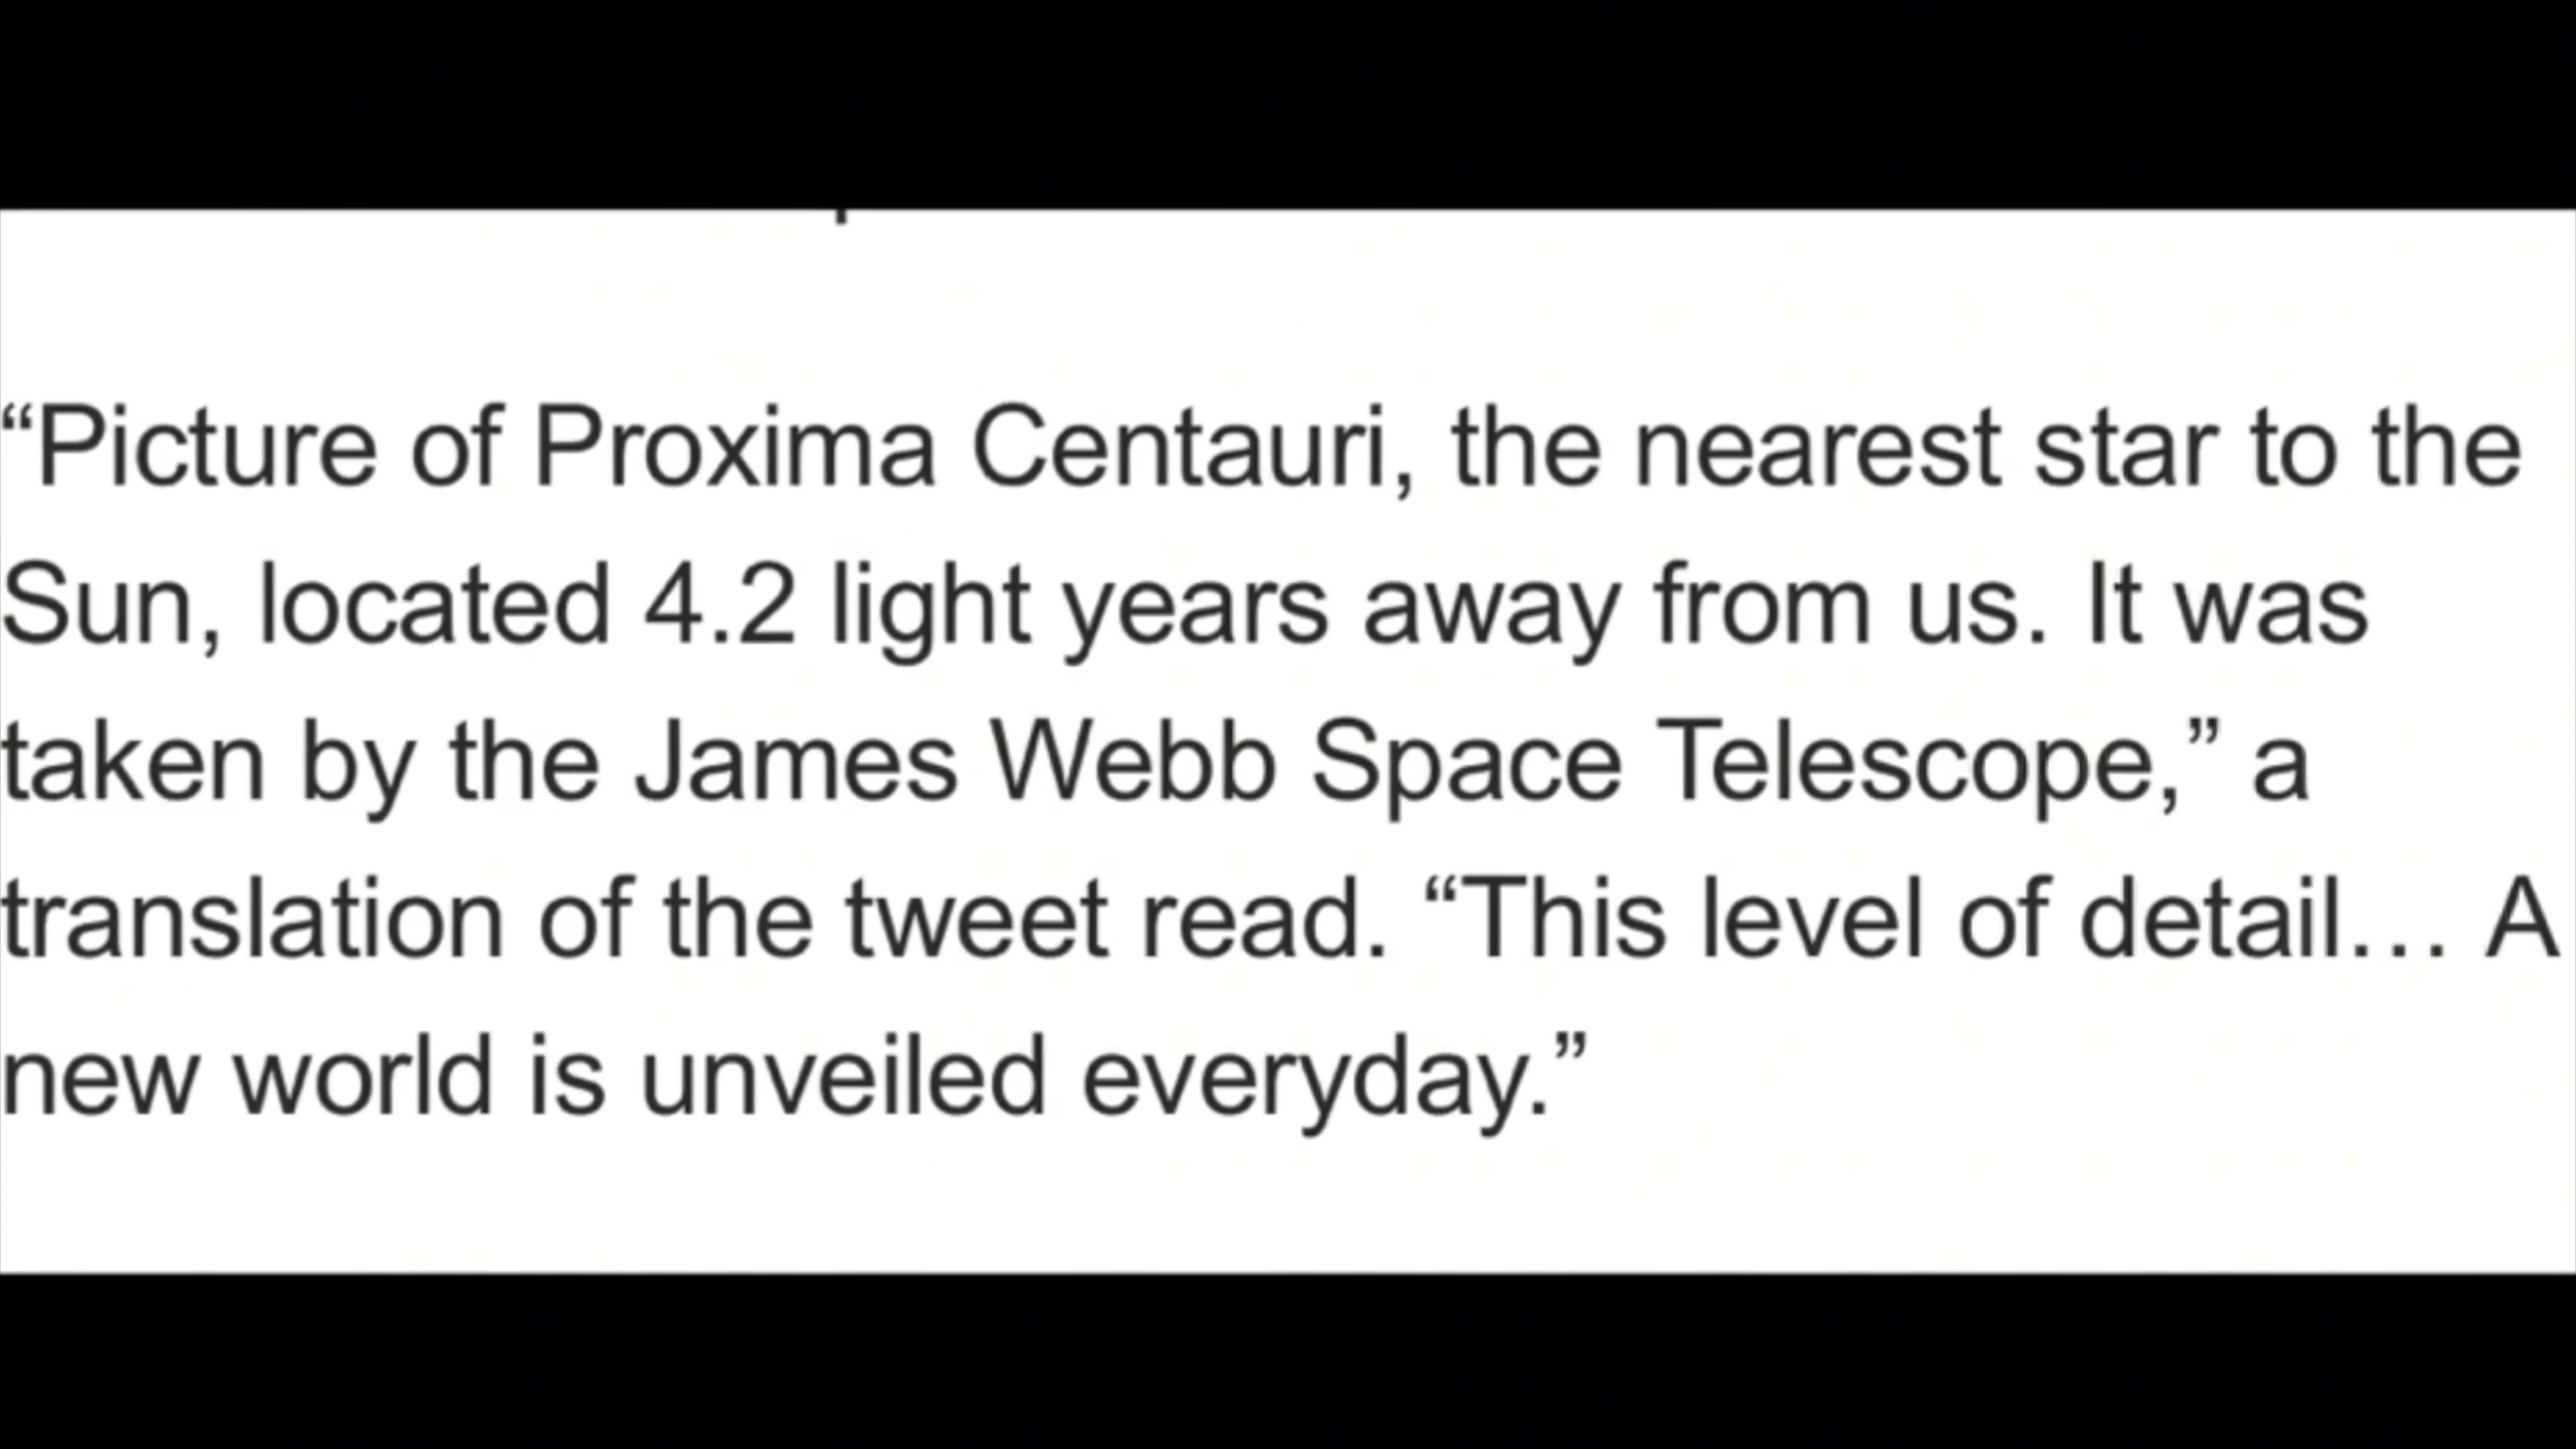 “Picture of Proxima Centauri, the nearest star to the
Sun, located 4.2 light years away from us. It was
taken by the James Webb Space Telescope,” a
translation of the tweet read. “This level of detail… A
new world is unveiled everyday.”